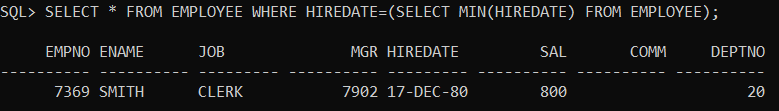 SQL> SELECT * FROM EMPLOYEE WHERE HIREDATE=(SELECT MIN(HIREDATE) FROM EMPLOYEE);
     EMPNO ENAME      JOB              MGR HIREDATE         SAL       COMM     DEPTNO
---------- ---------- --------- ---------- --------- ---------- ---------- ----------
      7369 SMITH      CLERK           7902 17-DEC-80        800                    20